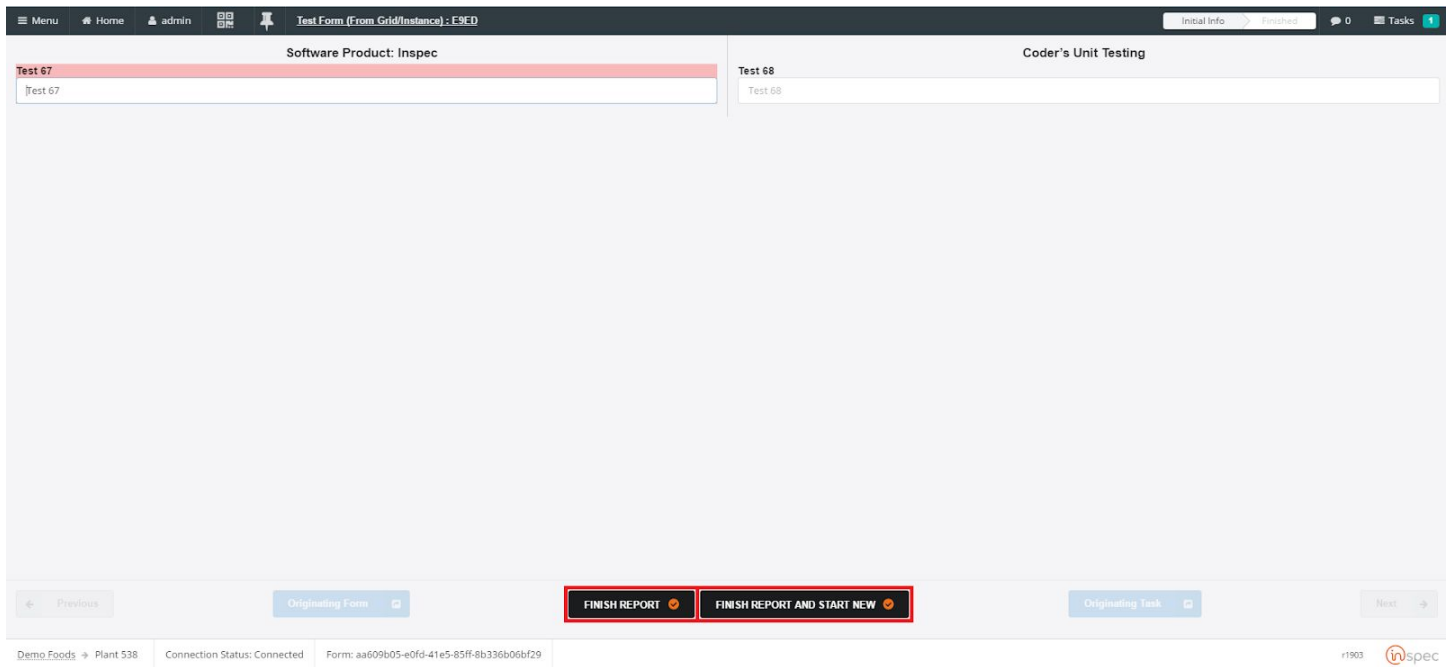 Menu Home admin Test Form (From Grid/Instance) : E9ED Initial Info Finished 0 Tasks 1
Software Product: Inspec
Coder's Unit Testing
Test 67
Test 67
Test 68
Test 68
Previous Originating Form FINISH REPORT FINISH REPORT AND START NEW Originating Task Next
Demo Foods → Plant 538 Connection Status: Connected Form: aa609b05-e0fd-41e5-85ff-8b336b06bf29 r1903 inspec